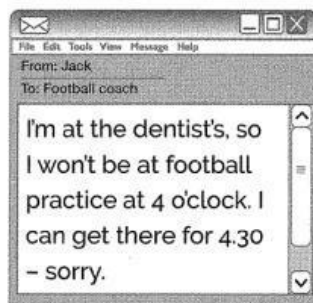 File Edit Tools View Message Help
From: Jack
To: Football coach
I'm at the dentist's, so
I won't be at football
practice at 4 o'clock. I
can get there for 4.30
– sorry.